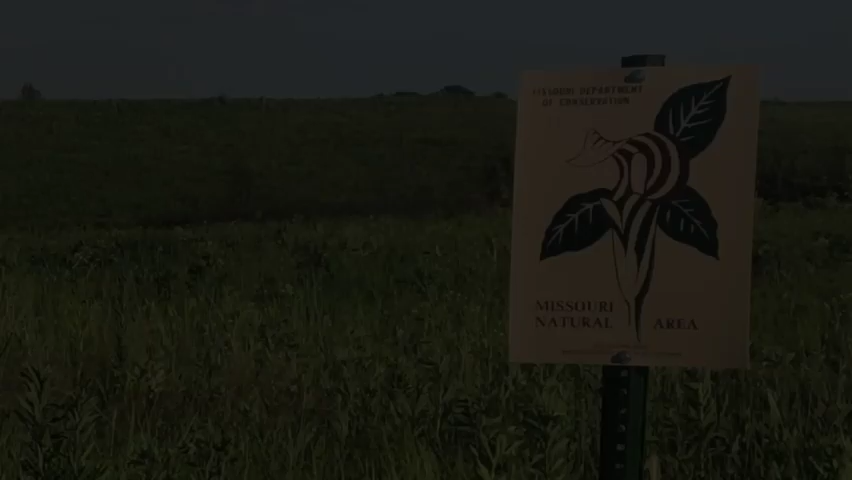 MISSOURI DEPARTMENT
OF CONSERVATION
MISSOURI
NATURAL AREA